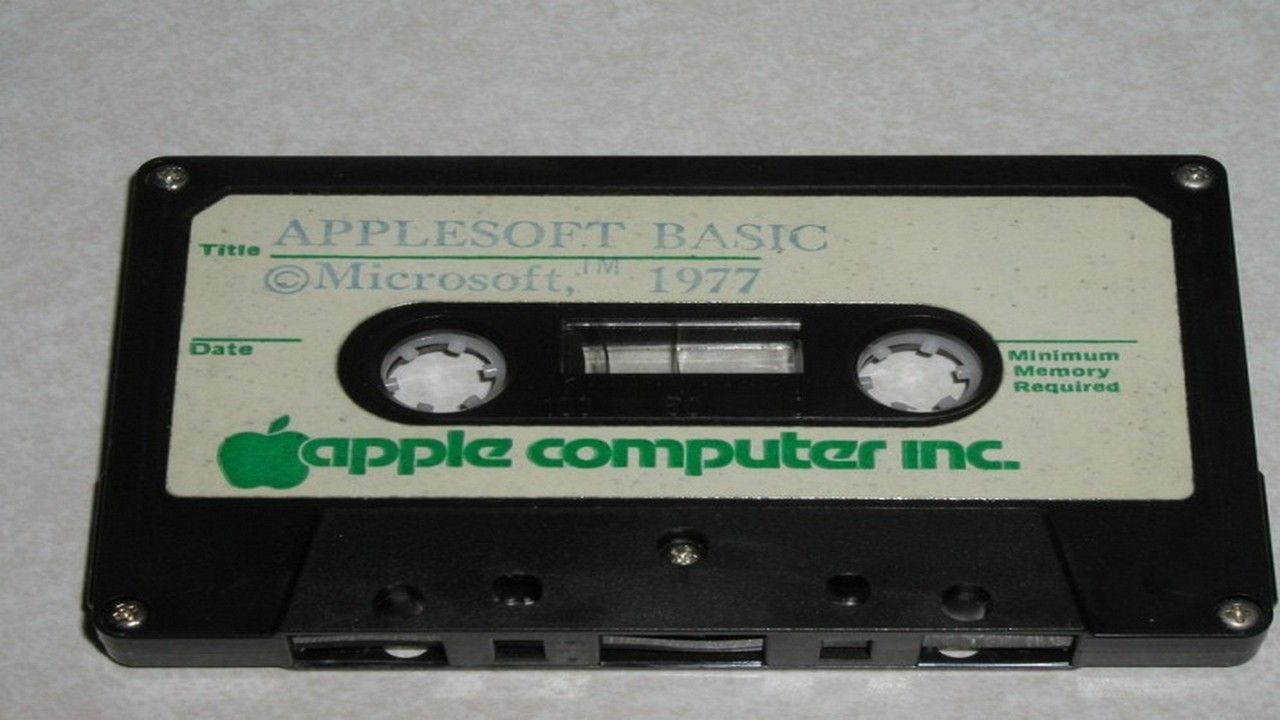 Title APPLESOFT BASIC
©Microsoft,™ 1977
Date
Minimum
Memory
Required
apple computer inc.